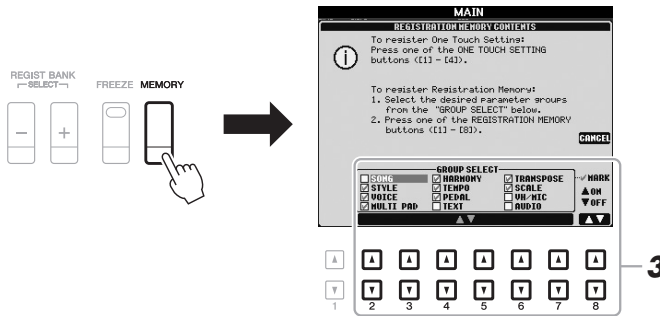 REGIST BANK
SELECT
FREEZE
MEMORY
MAIN
REGISTRATION MEMORY CONTENTS
To register One Touch Setting:
Press one of the ONE TOUCH SETTING
buttons ([1] - [4]).
To register Registration Memory:
1. Select the desired parameter groups
from the "GROUP SELECT" below.
2. Press one of the REGISTRATION MEMORY
buttons ([1] - [8]).
CANCEL
GROUP SELECT
SONG HARMONY TRANSPOSE
STYLE TEMPO SCALE
VOICE PEDAL VH/MIC
MULTI PAD TEXT AUDIO
MARK
▲ON
▼OFF
1 2 3 4 5 6 7 8
3